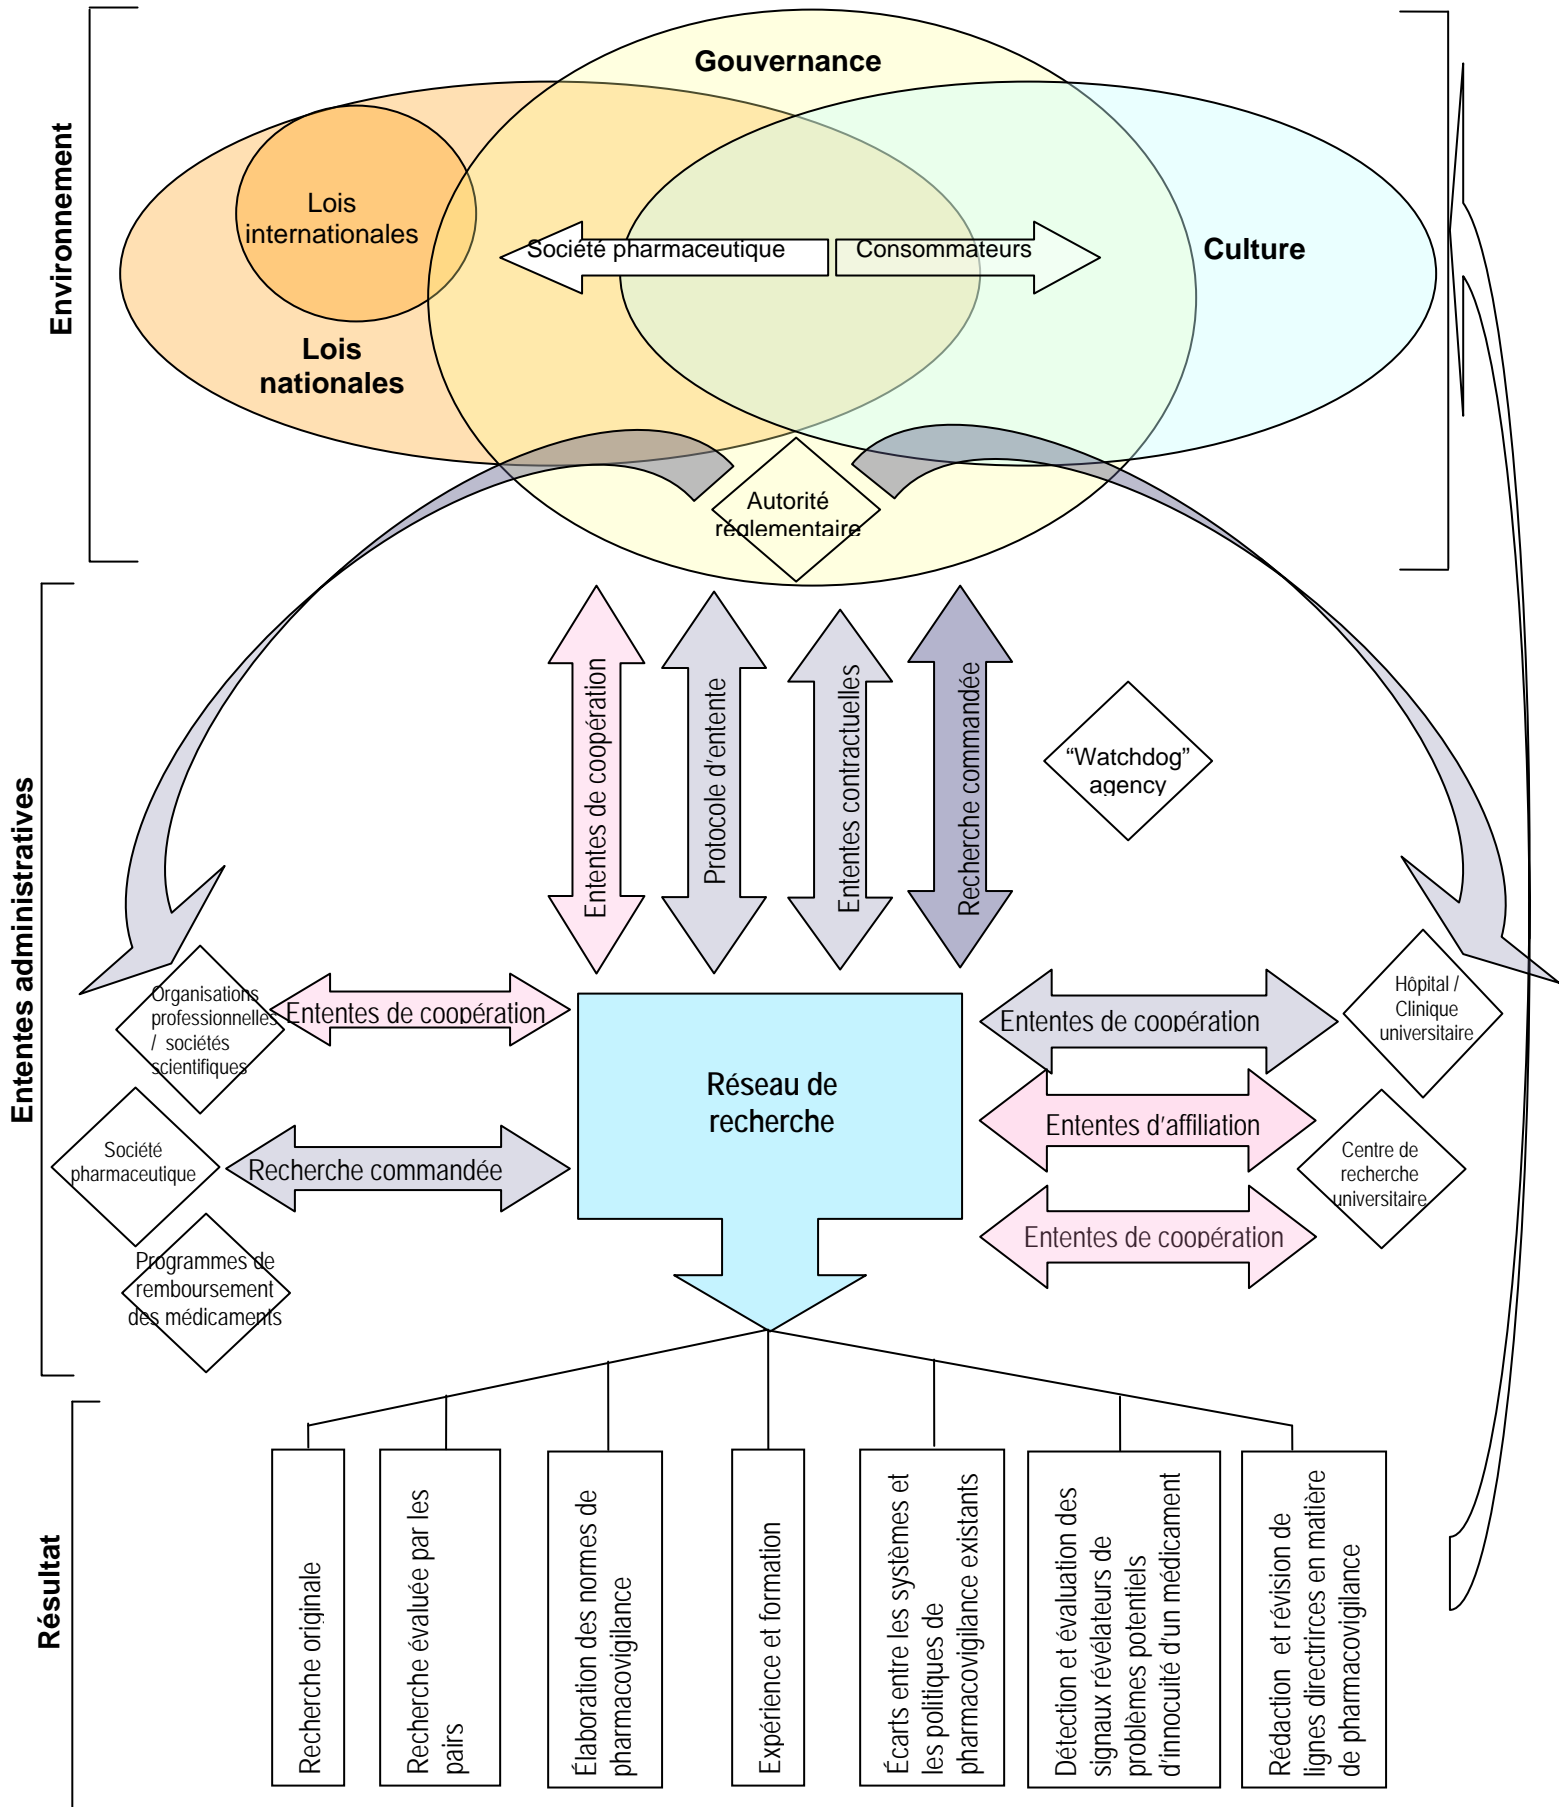 Environnement
Gouvernance
Lois
internationales
Société pharmaceutique
Consommateurs
Culture
Lois
nationales
Autorité
réglementaire
Ententes administratives
Ententes de coopération
Protocole d'entente
Ententes contractuelles
Recherche commandée
“Watchdog”
agency
Organisations
professionnelles
/ sociétés
scientifiques
Ententes de coopération
Réseau de
recherche
Ententes de coopération
Hôpital /
Clinique
universitaire
Ententes d'affiliation
Société
pharmaceutique
Recherche commandée
Centre de
recherche
universitaire
Ententes de coopération
Programmes de
remboursement
des médicaments
Résultat
Recherche originale
Recherche évaluée par les
pairs
Élaboration des normes de
pharmacovigilance
Expérience et formation
Écarts entre les systèmes et
les politiques de
pharmacovigilance existants
Détection et évaluation des
signaux révélateurs de
problèmes potentiels
d'innocuité d'un médicament
Rédaction et révision de
lignes directrirces en matière
de pharmacovigilance